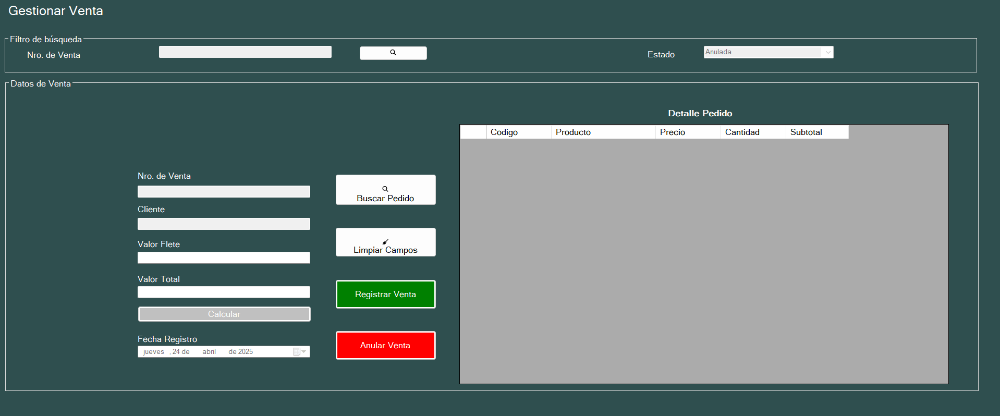 Gestionar Venta
Filtro de búsqueda
Nro. de Venta
Estado
Anulada
Datos de Venta
Detalle Pedido
Codigo Producto Precio Cantidad Subtotal
Nro. de Venta
Buscar Pedido
Cliente
Valor Flete
Limpiar Campos
Valor Total
Registrar Venta
Calcular
Fecha Registro
jueves , 24 de abril de 2025
Anular Venta